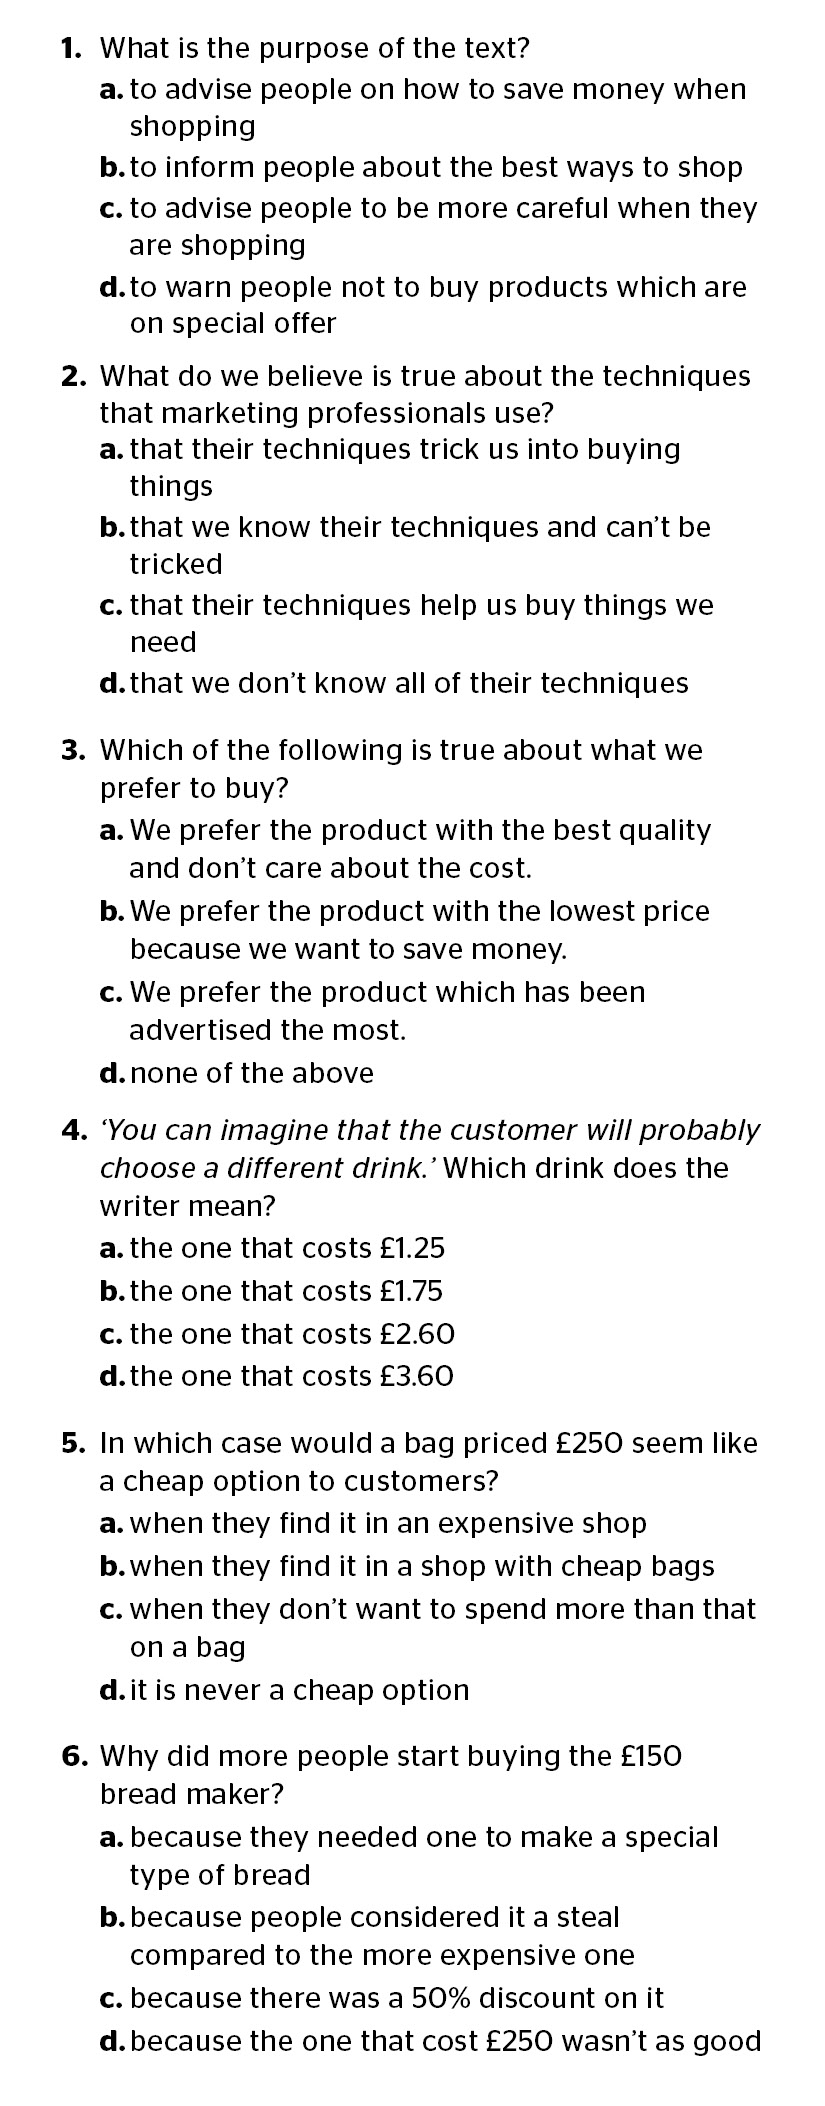 1. What is the purpose of the text?
a. to advise people on how to save money when
shopping
b. to inform people about the best ways to shop
c. to advise people to be more careful when they
are shopping
d. to warn people not to buy products which are
on special offer
2. What do we believe is true about the techniques
that marketing professionals use?
a. that their techniques trick us into buying
things
b. that we know their techniques and can’t be
tricked
c. that their techniques help us buy things we
need
d. that we don’t know all of their techniques
3. Which of the following is true about what we
prefer to buy?
a. We prefer the product with the best quality
and don’t care about the cost.
b. We prefer the product with the lowest price
because we want to save money.
c. We prefer the product which has been
advertised the most.
d. none of the above
4. ‘You can imagine that the customer will probably
choose a different drink.’ Which drink does the
writer mean?
a. the one that costs £1.25
b. the one that costs £1.75
c. the one that costs £2.60
d. the one that costs £3.60
5. In which case would a bag priced £250 seem like
a cheap option to customers?
a. when they find it in an expensive shop
b. when they find it in a shop with cheap bags
c. when they don’t want to spend more than that
on a bag
d. it is never a cheap option
6. Why did more people start buying the £150
bread maker?
a. because they needed one to make a special
type of bread
b. because people considered it a steal
compared to the more expensive one
c. because there was a 50% discount on it
d. because the one that cost £250 wasn’t as good